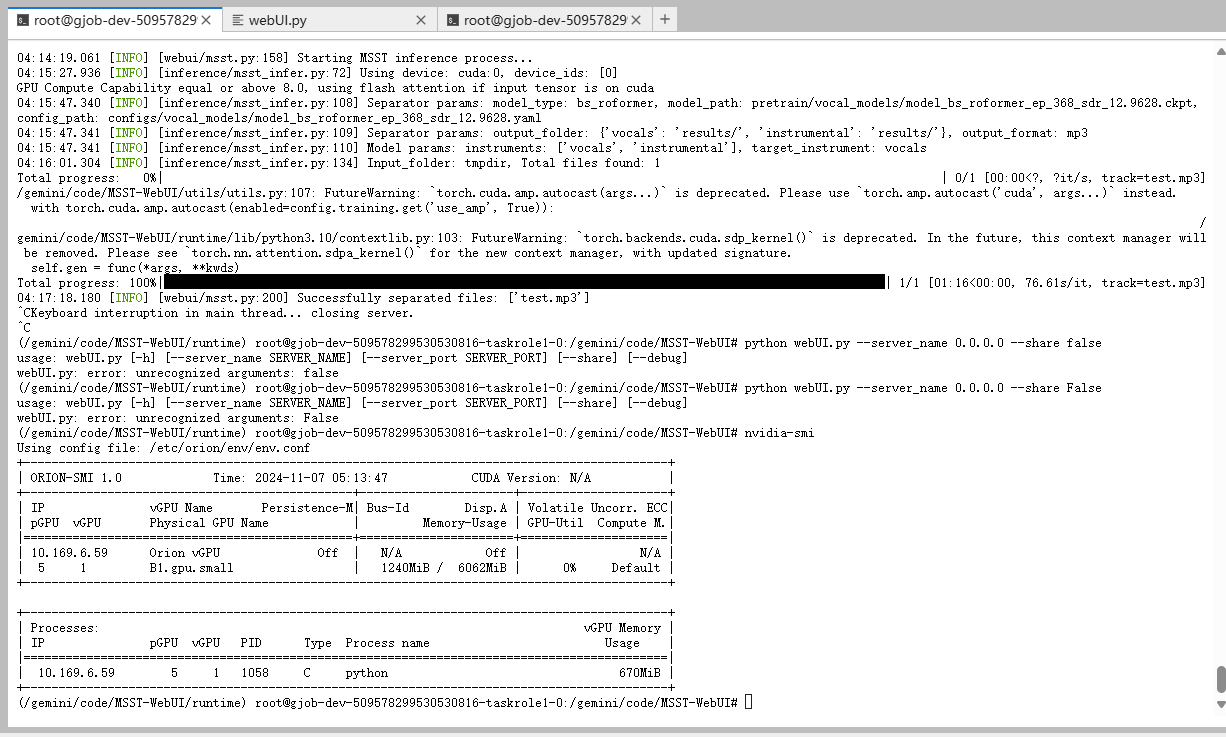 root@gjob-dev-50957829
webUI.py
root@gjob-dev-50957829
04:14:19.061 [INFO] [webui/msst.py:158] Starting MSST inference process...
04:15:27.936 [INFO] [inference/msst_infer.py:72] Using device: cuda:0, device_ids: [0]
GPU Compute Capability equal or above 8.0, using flash attention if input tensor is on cuda
04:15:47.340 [INFO] [inference/msst_infer.py:108] Separator params: model_type: bs_roformer, model_path: pretrain/vocal_models/model_bs_roformer_ep_368_sdr_12.9628.ckpt,
config_path: configs/vocal_models/model_bs_roformer_ep_368_sdr_12.9628.yaml
04:15:47.341 [INFO] [inference/msst_infer.py:109] Separator params: output_folder: {'vocals': 'results/', 'instrumental': 'results/'}, output_format: mp3
04:15:47.341 [INFO] [inference/msst_infer.py:110] Model params: instruments: ['vocals', 'instrumental'], target_instrument: vocals
04:16:01.304 [INFO] [inference/msst_infer.py:134] Input_folder: tmpdir, Total files found: 1
Total progress:   0%|          | 0/1 [00:00<?, ?it/s, track=test.mp3]
/gemini/code/MSST-WebUI/utils/utils.py:107: FutureWarning: `torch.cuda.amp.autocast(args...)` is deprecated. Please use `torch.amp.autocast('cuda', args...)` instead.
  with torch.cuda.amp.autocast(enabled=config.training.get('use_amp', True)):
/
gemini/code/MSST-WebUI/runtime/lib/python3.10/contextlib.py:103: FutureWarning: `torch.backends.cuda.sdp_kernel()` is deprecated. In the future, this context manager will
 be removed. Please see `torch.nn.attention.sdpa_kernel()` for the new context manager, with updated signature.
  self.gen = func(*args, **kwds)
Total progress: 100%|          | 1/1 [01:16<00:00, 76.61s/it, track=test.mp3]
04:17:18.180 [INFO] [webui/msst.py:200] Successfully separated files: ['test.mp3']
^CKeyboard interruption in main thread... closing server.
^C
(/gemini/code/MSST-WebUI/runtime) root@gjob-dev-509578299530530816-taskrole1-0:/gemini/code/MSST-WebUI# python webUI.py --server_name 0.0.0.0 --share false
usage: webUI.py [-h] [--server_name SERVER_NAME] [--server_port SERVER_PORT] [--share] [--debug]
webUI.py: error: unrecognized arguments: false
(/gemini/code/MSST-WebUI/runtime) root@gjob-dev-509578299530530816-taskrole1-0:/gemini/code/MSST-WebUI# python webUI.py --server_name 0.0.0.0 --share False
usage: webUI.py [-h] [--server_name SERVER_NAME] [--server_port SERVER_PORT] [--share] [--debug]
webUI.py: error: unrecognized arguments: False
(/gemini/code/MSST-WebUI/runtime) root@gjob-dev-509578299530530816-taskrole1-0:/gemini/code/MSST-WebUI# nvidia-smi
Using config file: /etc/orion/env/env.conf
| ORION-SMI 1.0             Time: 2024-11-07 05:13:47            CUDA Version: N/A           |
| IP               vGPU Name       Persistence-M| Bus-Id        Disp.A | Volatile Uncorr. ECC|
| pGPU  vGPU       Physical GPU Name            |         Memory-Usage | GPU-Util  Compute M.|
| 10.169.6.59      Orion vGPU              Off  |   N/A            Off |                 N/A |
|  5     1         B1.gpu.small                 |   1240MiB /  6062MiB |      0%     Default |
| Processes:                                                                     vGPU Memory |
| IP               pGPU  vGPU   PID      Type  Process name                         Usage    |
|  10.169.6.59        5     1   1058     C     python                                 670MiB |
(/gemini/code/MSST-WebUI/runtime) root@gjob-dev-509578299530530816-taskrole1-0:/gemini/code/MSST-WebUI#